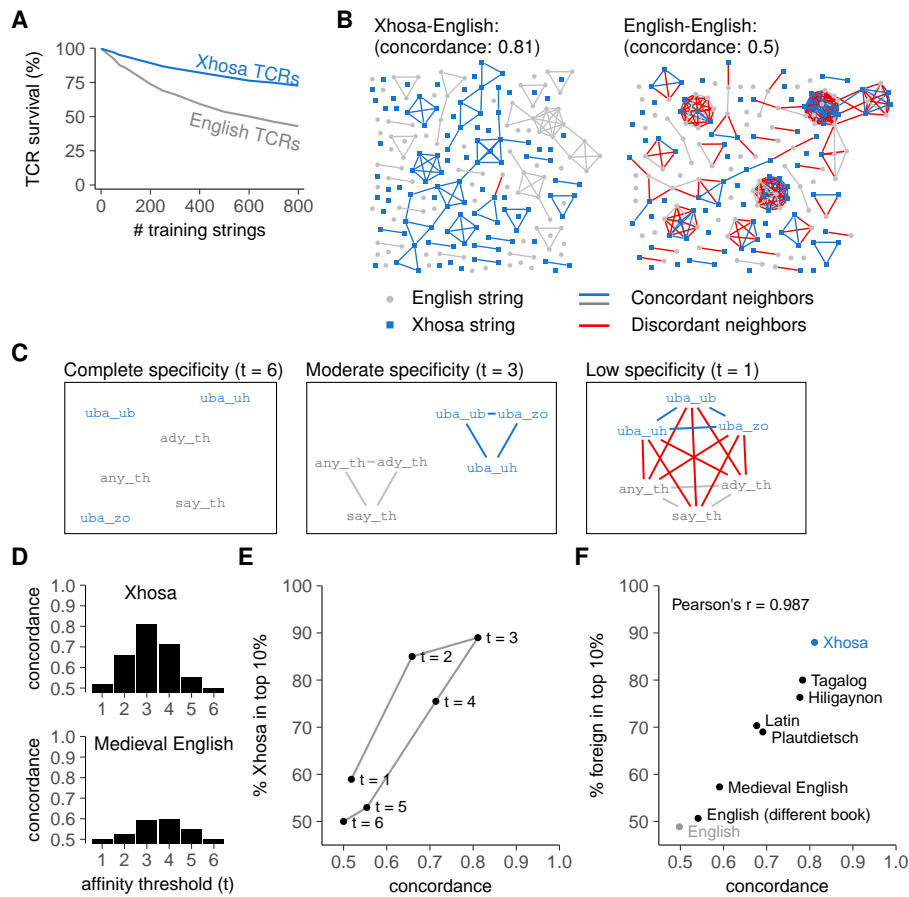 A
TCR survival (%)
100
75
50
25
0
Xhosa TCRs
English TCRs
0 200 400 600 800
# training strings
B
Xhosa-English:
(concordance: 0.81)
English-English:
(concordance: 0.5)
English string
Xhosa string
Concordant neighbors
Discordant neighbors
C
Complete specificity (t = 6)
uba_uh
uba_ub
ady_th
any_th
say_th
uba_zo
Moderate specificity (t = 3)
uba_ub uba_zo
uba_uh
any_th ady_th
say_th
Low specificity (t = 1)
uba_ub
uba_uh uba_zo
any_th ady_th
say_th
D
concordance
1.0
0.9
0.8
0.7
0.6
0.5
Xhosa
1 2 3 4 5 6
concordance
1.0
0.9
0.8
0.7
0.6
0.5
Medieval English
1 2 3 4 5 6
affinity threshold (t)
E
% Xhosa in top 10%
100
90
80
70
60
50
t = 3
t = 2
t = 4
t = 1
t = 5
t = 6
0.5 0.6 0.7 0.8 0.9 1.0
concordance
F
% foreign in top 10%
100
90
80
70
60
50
Pearson's r = 0.987
Xhosa
Tagalog
Hiligaynon
Latin
Plautdietsch
Medieval English
English (different book)
English
0.5 0.6 0.7 0.8 0.9 1.0
concordance